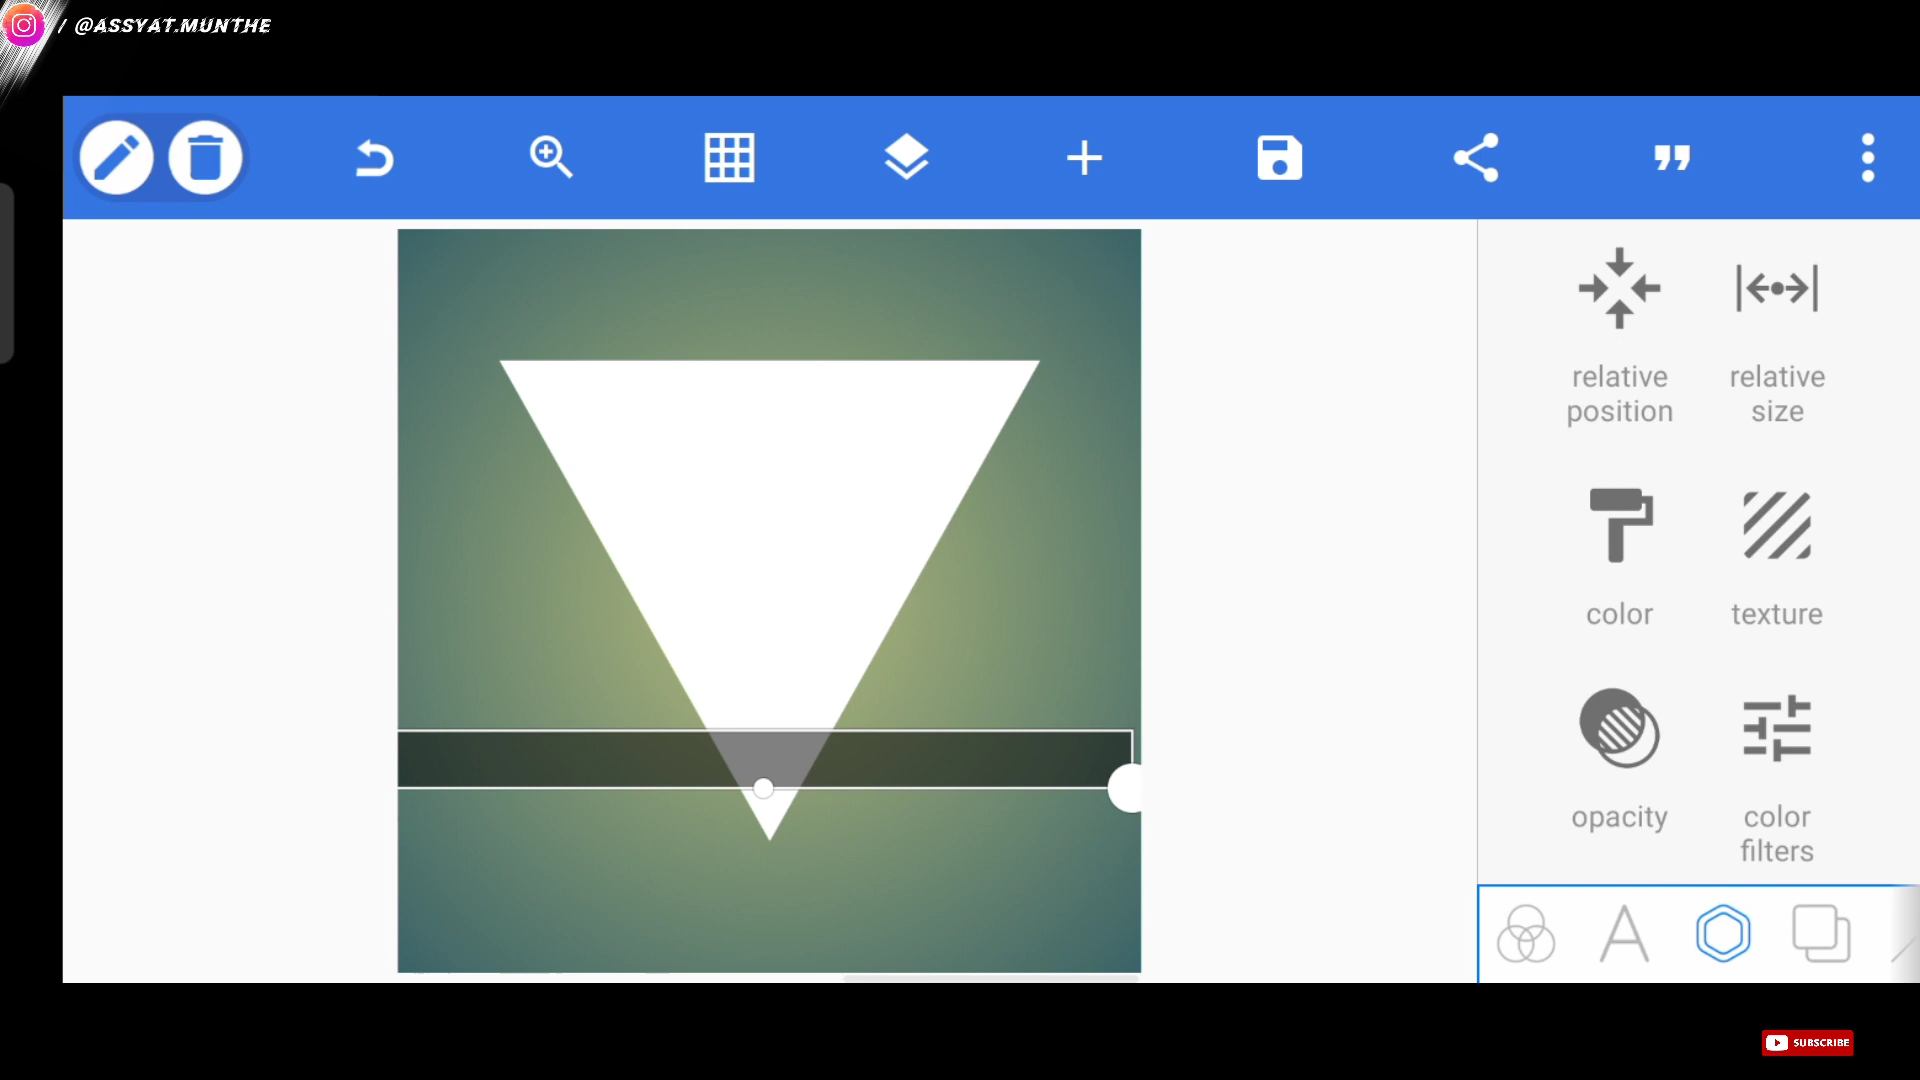 / @ASSYAT.MUNTHE
relative
position
relative
size
color
texture
opacity
color
filters
SUBSCRIBE